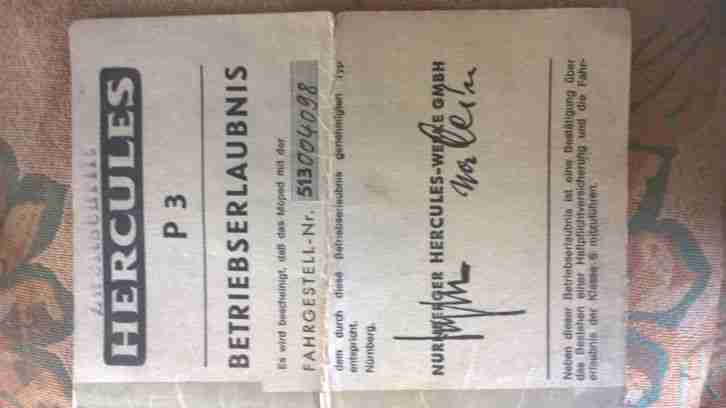 HERCULES
P 3
BETRIEBSERLAUBNIS
Es wird bescheinigt, daß das Moped mit der
FAHRGESTELL-Nr. 513004098
dem durch diese Betriebserlaubnis genehmigten Typ
entspricht.
Nürnberg,
NÜRNBERGER HERCULES-WERKE GMBH
Neben dieser Betriebserlaubnis ist eine Bestätigung über
das Bestehen einer Haftpflichtversicherung und die Fahr-
erlaubnis der Klasse 5 mitzuführen.